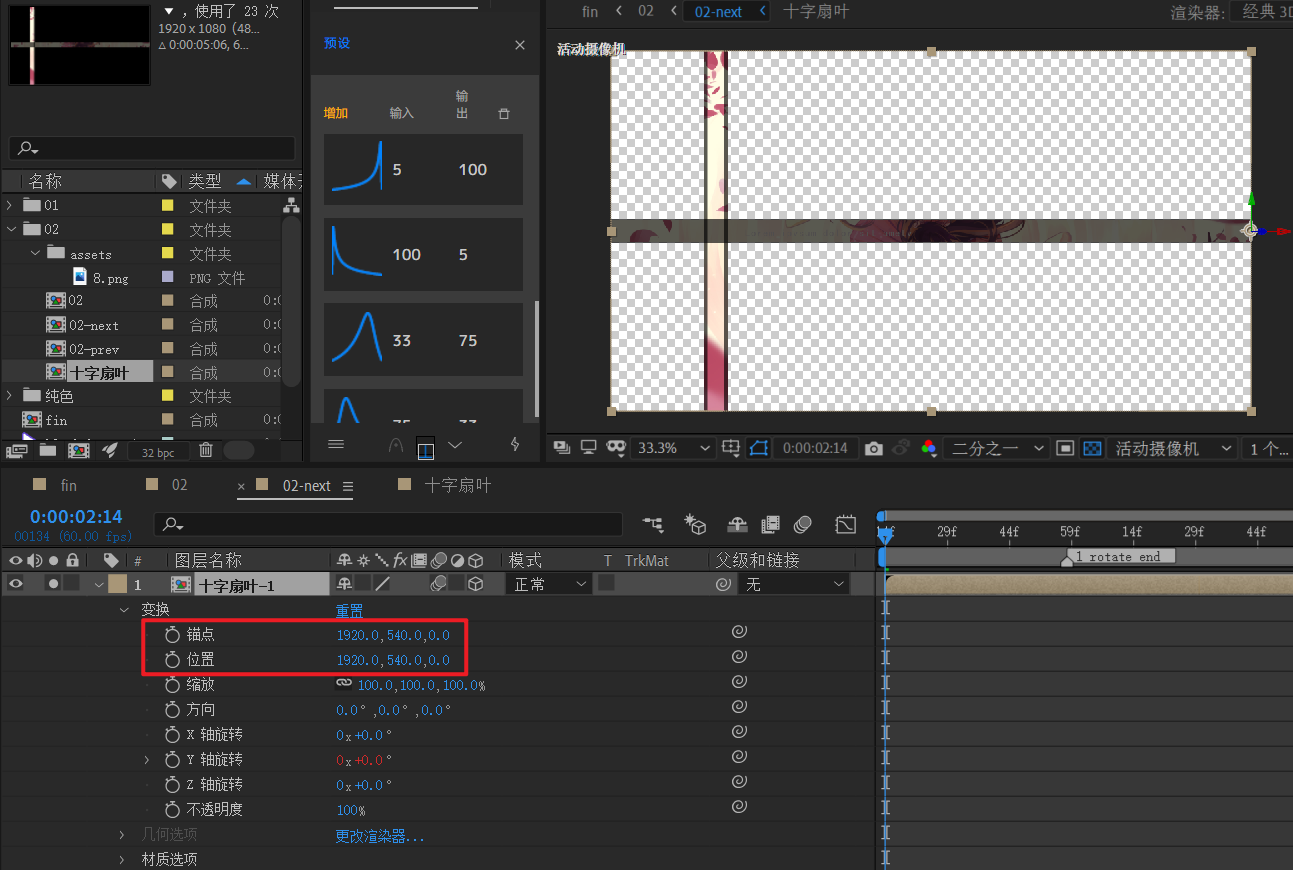 ，使用了 23 次
1920 x 1080 (48...
△ 0:00:05:06, 6...
名称
类型
媒体开
01
文件夹
02
文件夹
assets
文件夹
8.png
PNG 文件
02
合成
02-next
合成
02-prev
合成
十字扇叶
合成
纯色
文件夹
fin
合成
32 bpc
预设
增加
输入
输出
5
100
100
5
33
75
fin
02
02-next
十字扇叶
渲染器:
经典 3D
活动摄像机
33.3%
0:00:02:14
二分之一
活动摄像机
1 个...
fin
02
× 02-next
十字扇叶
0:00:02:14
00134 (60.00 fps)
29f
44f
59f
14f
29f
44f
1 rotate end
#
图层名称
fx
模式
T
TrkMat
父级和链接
1
十字扇叶-1
正常
无
变换
重置
锚点
1920.0,540.0,0.0
位置
1920.0,540.0,0.0
缩放
100.0,100.0,100.0%
方向
0.0°,0.0°,0.0°
X 轴旋转
0x+0.0°
Y 轴旋转
0x+0.0°
Z 轴旋转
0x+0.0°
不透明度
100%
几何选项
更改渲染器...
材质选项